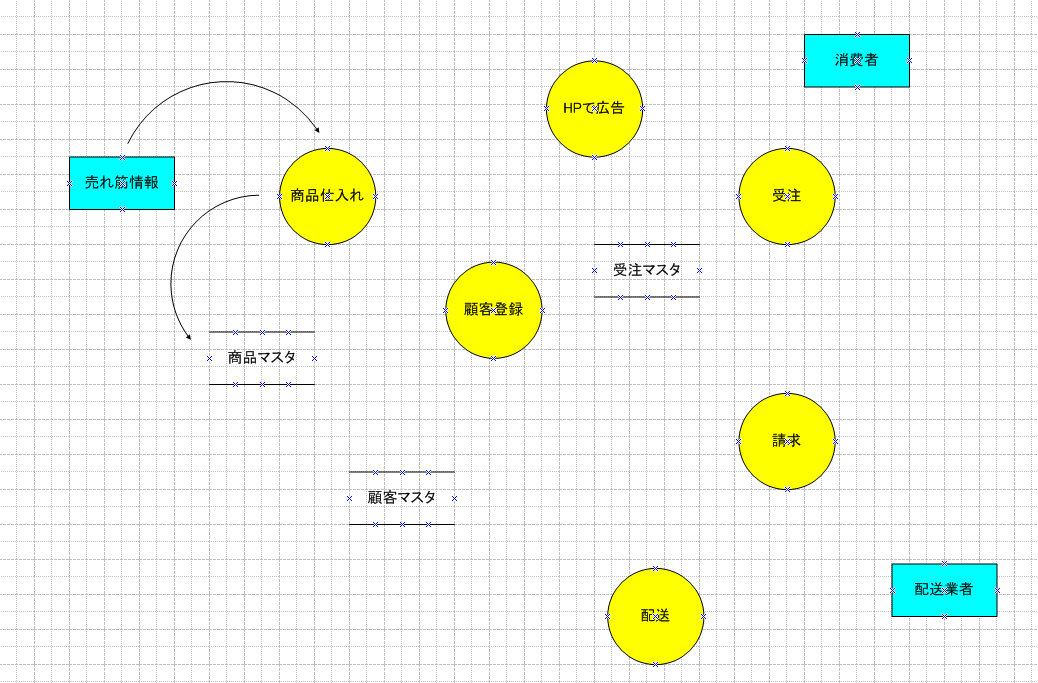 消費者
HPで広告
売れ筋情報
商品仕入れ
受注
受注マスタ
顧客登録
商品マスタ
請求
顧客マスタ
配送業者
配送